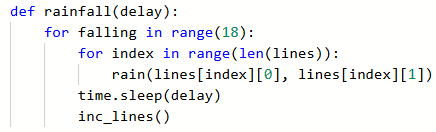 def rainfall(delay):
    for falling in range(18):
        for index in range(len(lines)):
            rain(lines[index][0], lines[index][1])
        time.sleep(delay)
        inc_lines()